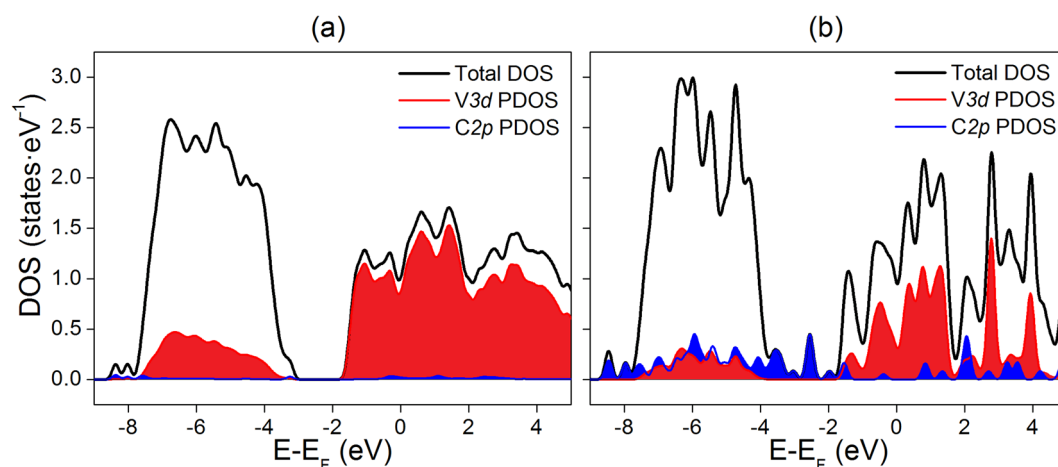 (a)
(b)
DOS (states·eV⁻¹)
3.0
2.5
2.0
1.5
1.0
0.5
0.0
Total DOS
V3d PDOS
C2p PDOS
Total DOS
V3d PDOS
C2p PDOS
-8 -6 -4 -2 0 2 4
-8 -6 -4 -2 0 2 4
E-E_F (eV)
E-E_F (eV)